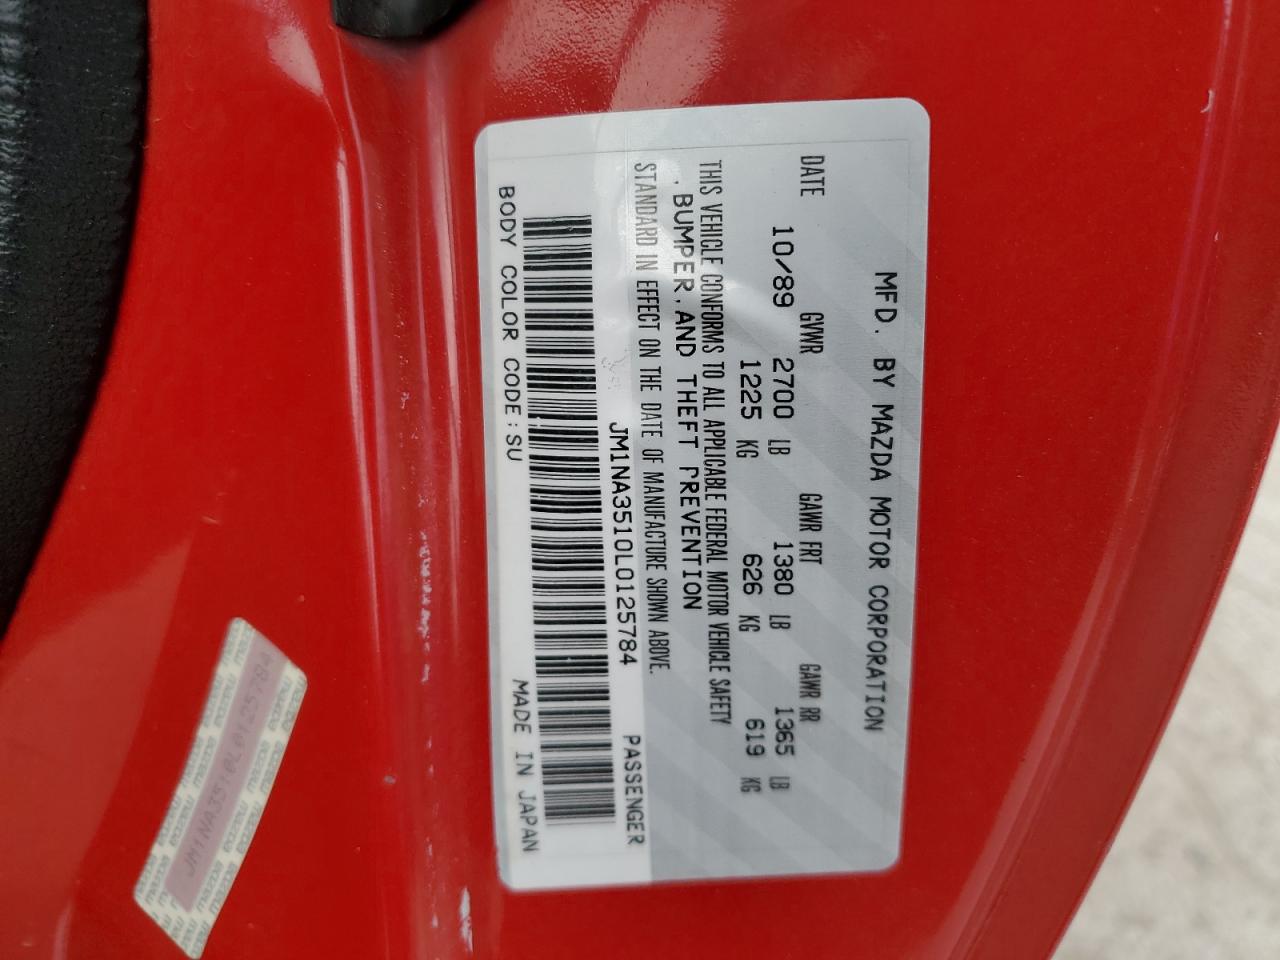 MFD. BY MAZDA MOTOR CORPORATION
DATE GVWR GAWR FRT GAWR RR
10/89 2700 LB 1380 LB 1365 LB
1225 KG 626 KG 619 KG
THIS VEHICLE CONFORMS TO ALL APPLICABLE FEDERAL MOTOR VEHICLE SAFETY
, BUMPER, AND THEFT PREVENTION
STANDARD IN EFFECT ON THE DATE OF MANUFACTURE SHOWN ABOVE.
JM1NA3510L0125784 PASSENGER
BODY COLOR CODE:SU MADE IN JAPAN
JM1NA3510L0125784